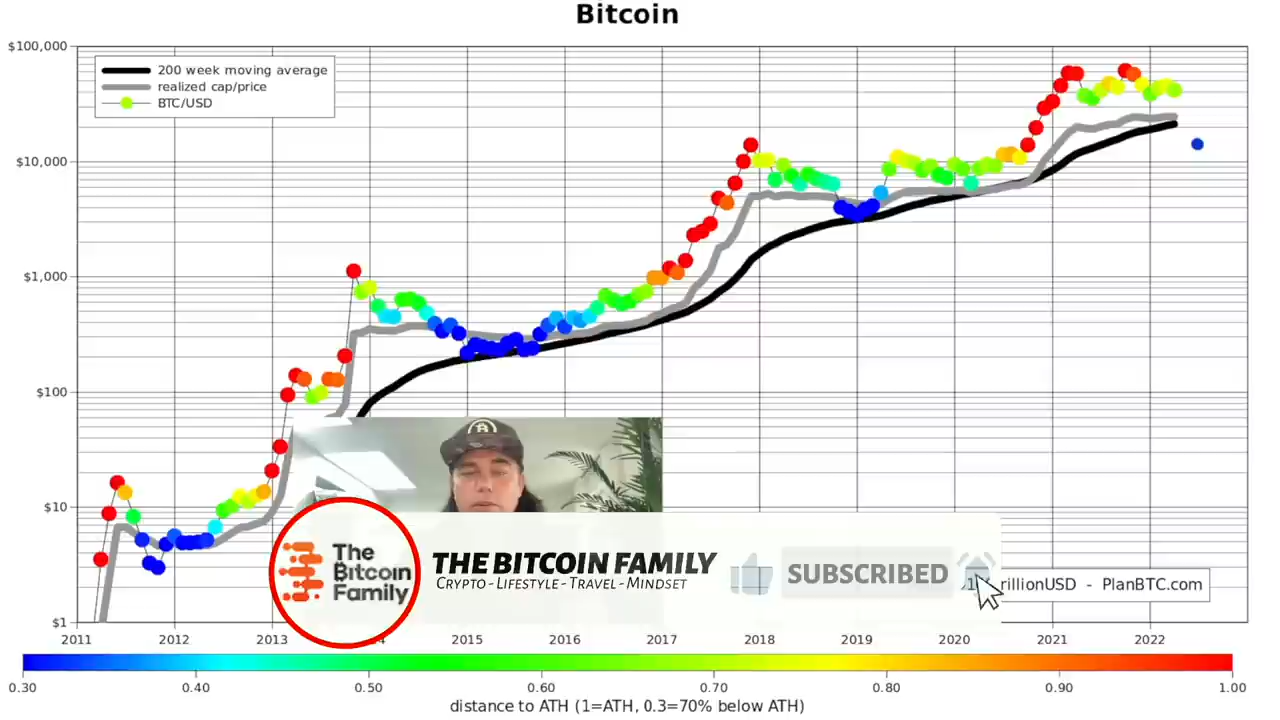 Bitcoin
$100,000
$10,000
$1,000
$100
$10
$1
200 week moving average
realized cap/price
BTC/USD
The
Bitcoin
Family
THE BITCOIN FAMILY
CRYPTO - LIFESTYLE - TRAVEL - MINDSET
SUBSCRIBED
PlanBTC.com
2011 2012 2013 2015 2016 2017 2018 2019 2020 2021 2022
0.30 0.40 0.50 0.60 0.70 0.80 0.90 1.00
distance to ATH (1=ATH, 0.3=70% below ATH)